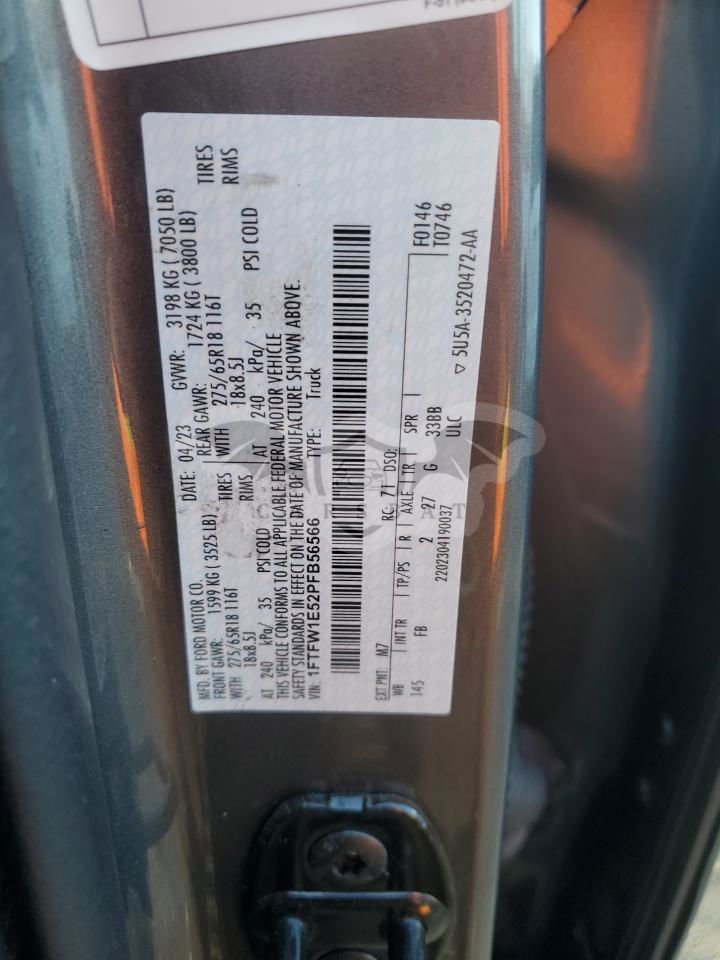 MFD. BY FORD MOTOR CO. DATE: 04/23 GVWR: 3198 KG ( 7050 LB)
FRONT GAWR: 1599 KG ( 3525 LB) REAR GAWR: 1724 KG ( 3800 LB)
WITH 275/65R18 116T TIRES WITH 275/65R18 116T TIRES
18x8.5J RIMS 18x8.5J RIMS
AT 240 kPa/ 35 PSI COLD AT 240 kPa/ 35 PSI COLD
THIS VEHICLE CONFORMS TO ALL APPLICABLE FEDERAL MOTOR VEHICLE
SAFETY STANDARDS IN EFFECT ON THE DATE OF MANUFACTURE SHOWN ABOVE.
VIN: 1FTFW1E52PFB56566 TYPE: Truck
F0146
T0746
EXT PNT: M7 RC: 71 DSO:
WB INT TR TP/PS R AXLE TR SPR
145 FB 2 27 G 33BB
2202304190037 ULC
▽ 5U5A-3520472-AA